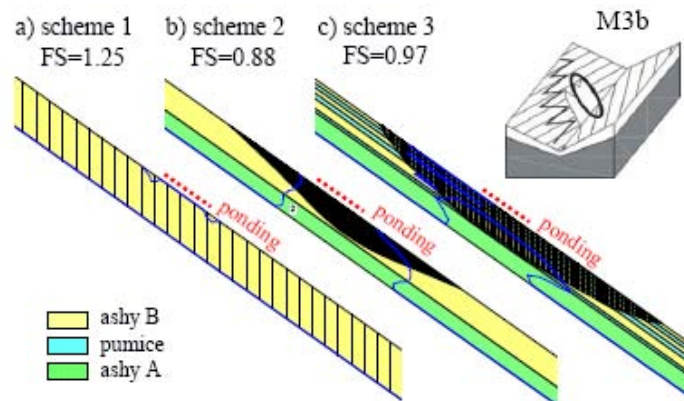 a) scheme 1
FS=1.25
b) scheme 2
FS=0.88
c) scheme 3
FS=0.97
M3b
ponding
ponding
ponding
ashy B
pumice
ashy A